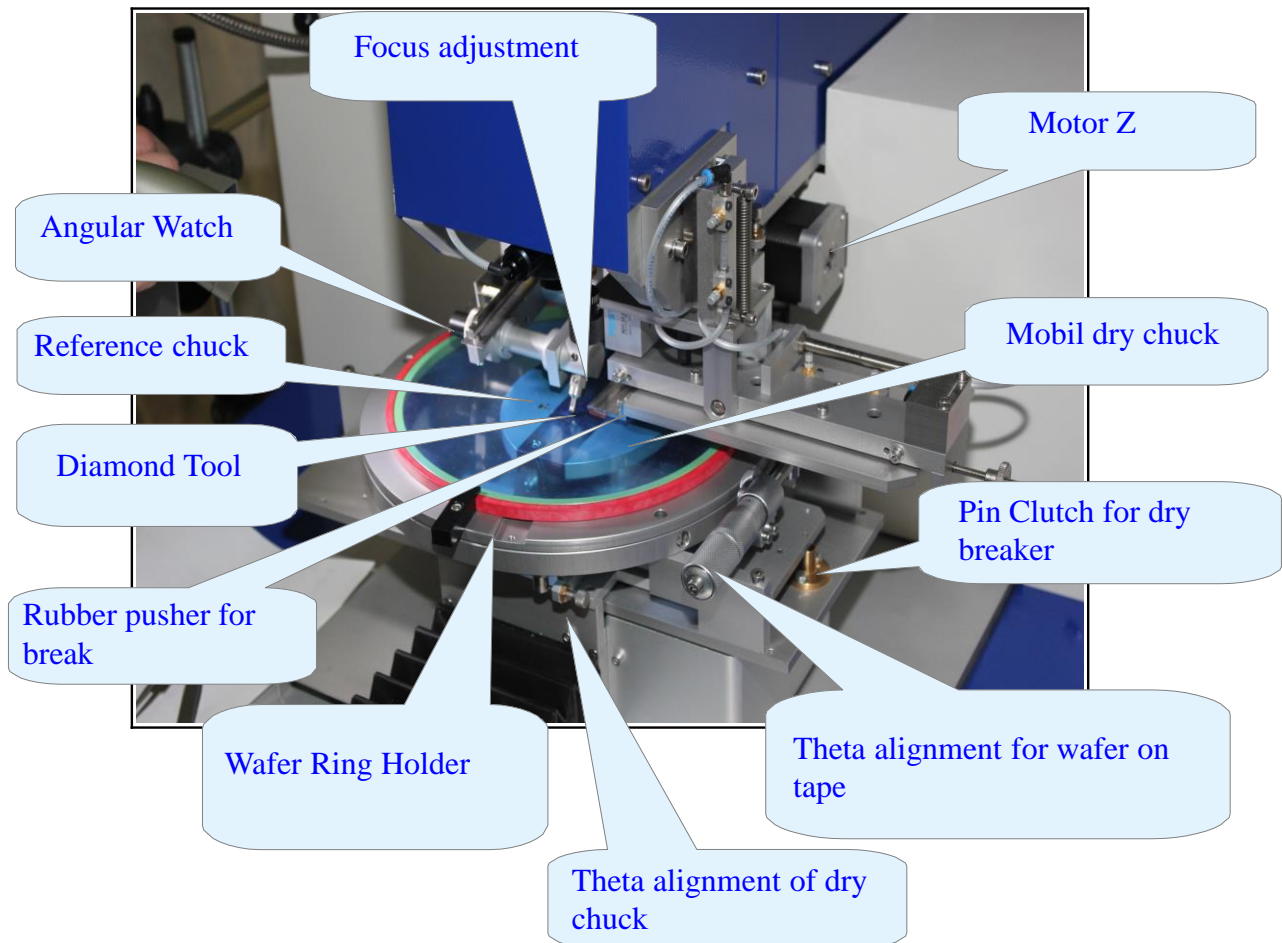 Focus adjustment
Motor Z
Angular Watch
Reference chuck
Mobil dry chuck
Diamond Tool
Pin Clutch for dry
breaker
Rubber pusher for
break
Wafer Ring Holder
Theta alignment for wafer on
tape
Theta alignment of dry
chuck